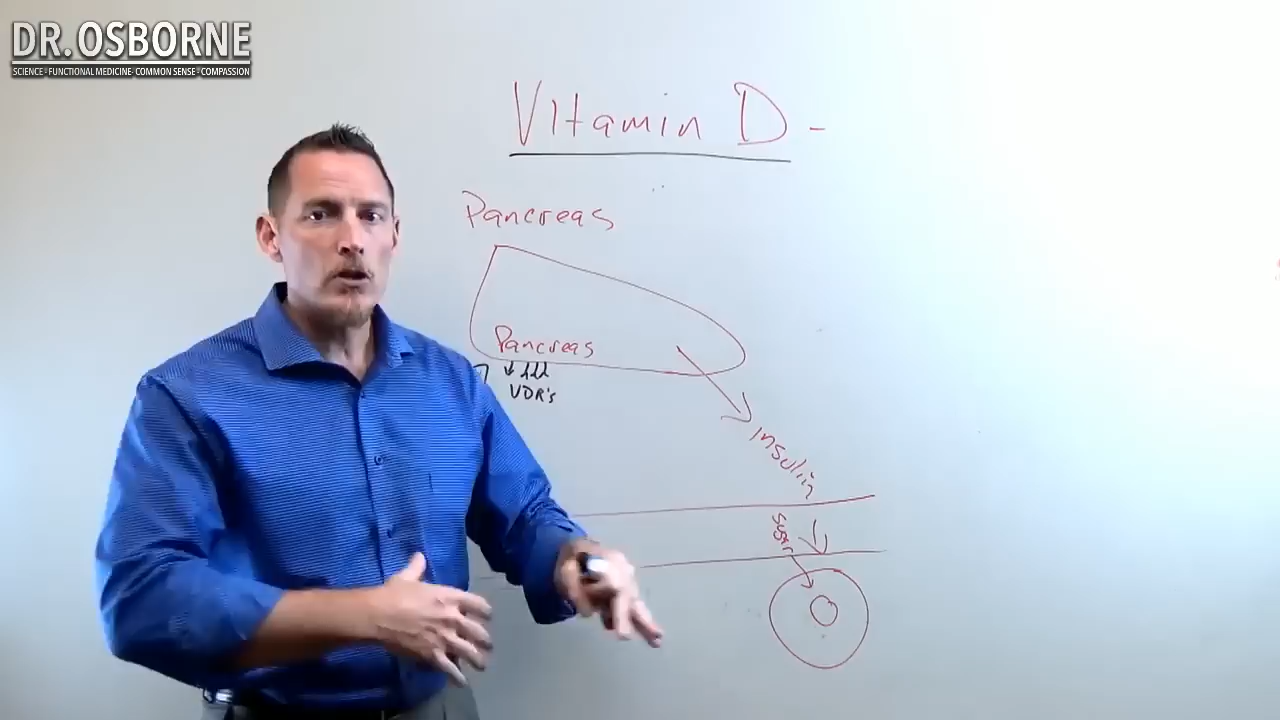 DR. OSBORNE
SCIENCE - FUNCTIONAL MEDICINE - COMMON SENSE - COMPASSION
Vitamin D -
Pancreas
Pancreas
VDR's
Insulin
Sugar